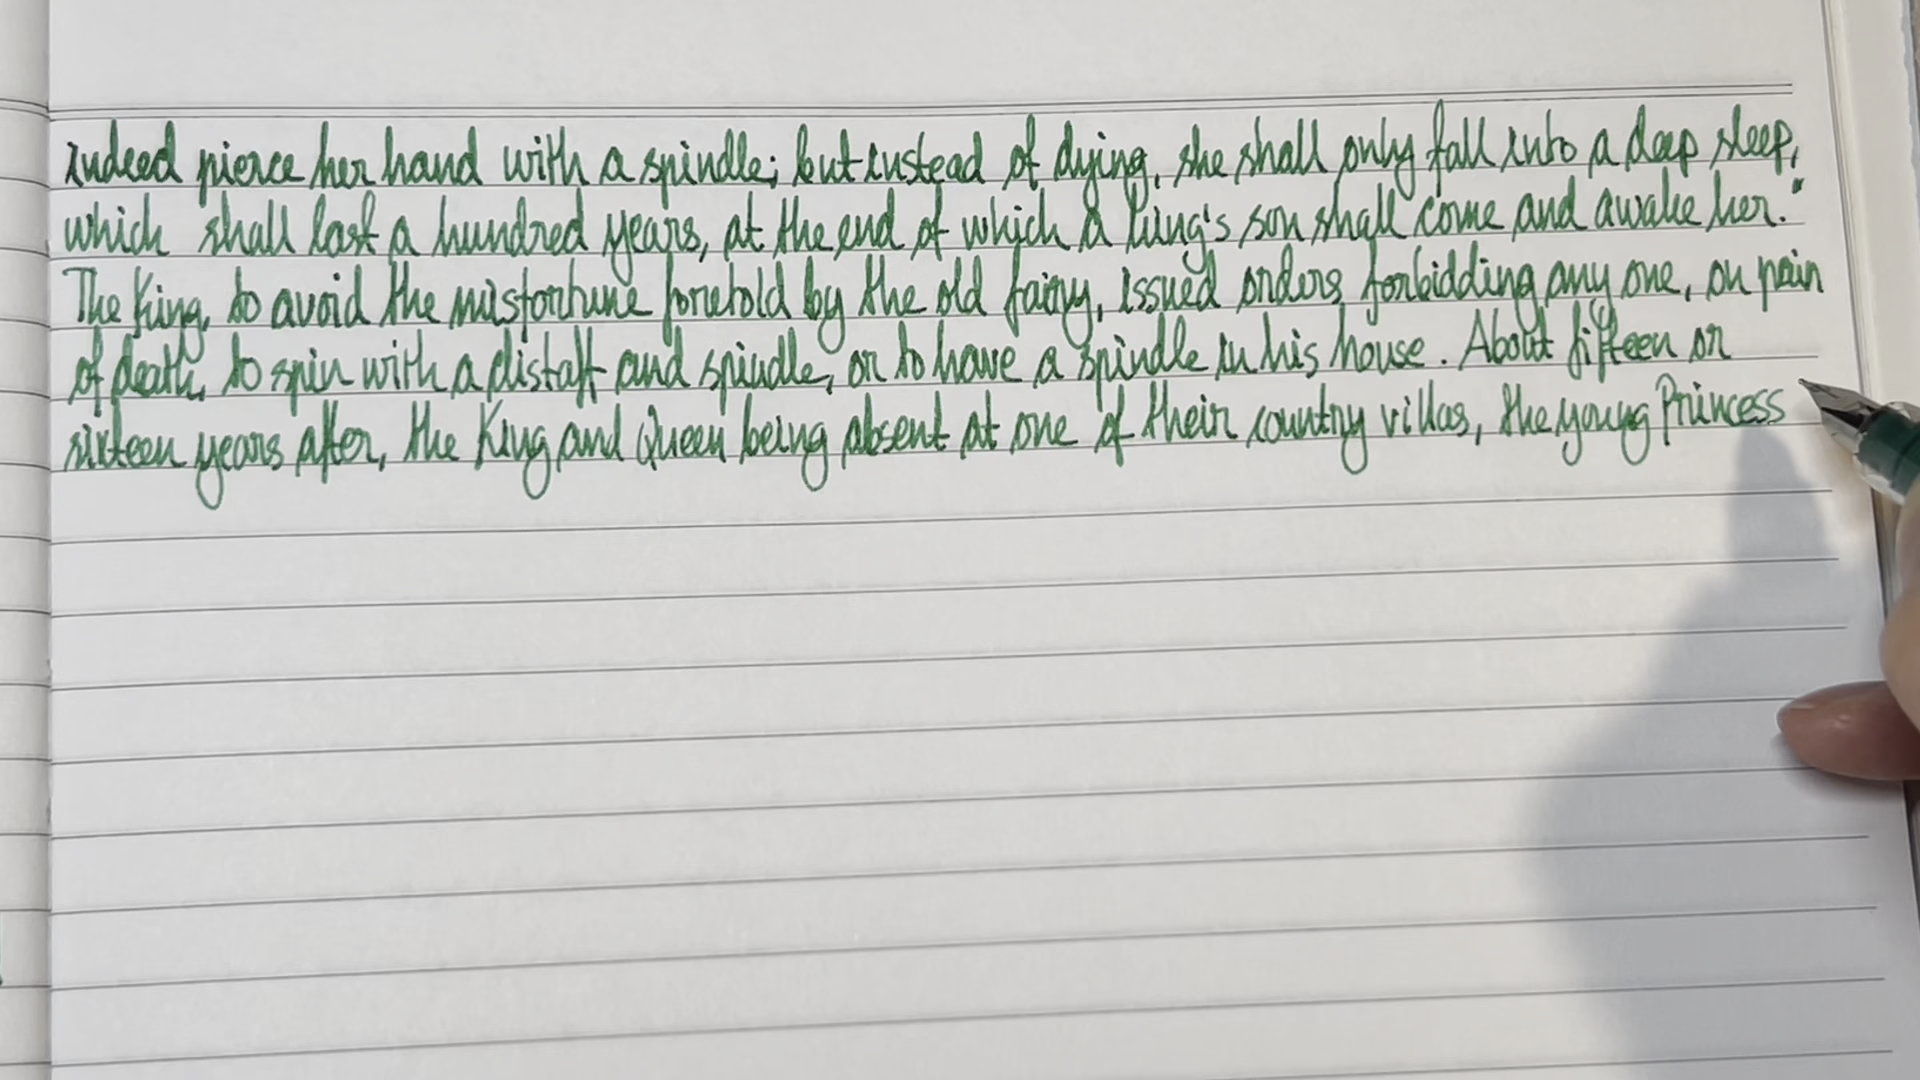 indeed pierce her hand with a spindle; but instead of dying, she shall only fall into a deep sleep,
which shall last a hundred years, at the end of which a king's son shall come and awake her."
The King, to avoid the misfortune foretold by the old fairy, issued orders forbidding any one, on pain
of death, to spin with a distaff and spindle, or to have a spindle in his house. About fifteen or
sixteen years after, the King and Queen being absent at one of their country villas, the young Princess